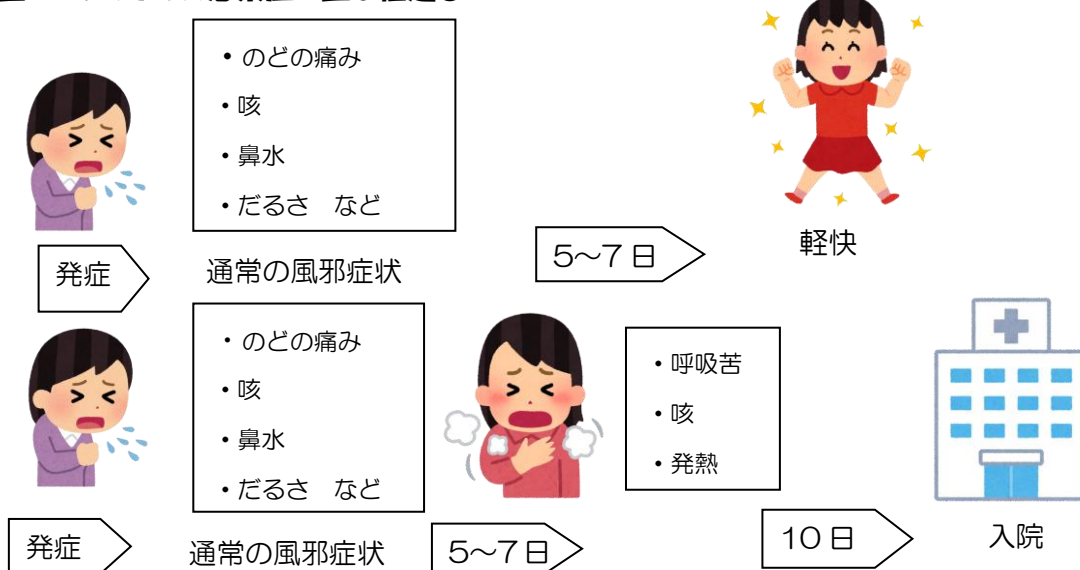 ・のどの痛み
・咳
・鼻水
・だるさ　など
発症
通常の風邪症状
5～7日
軽快
・のどの痛み
・咳
・鼻水
・だるさ　など
・呼吸苦
・咳
・発熱
発症
通常の風邪症状
5～7日
10日
入院